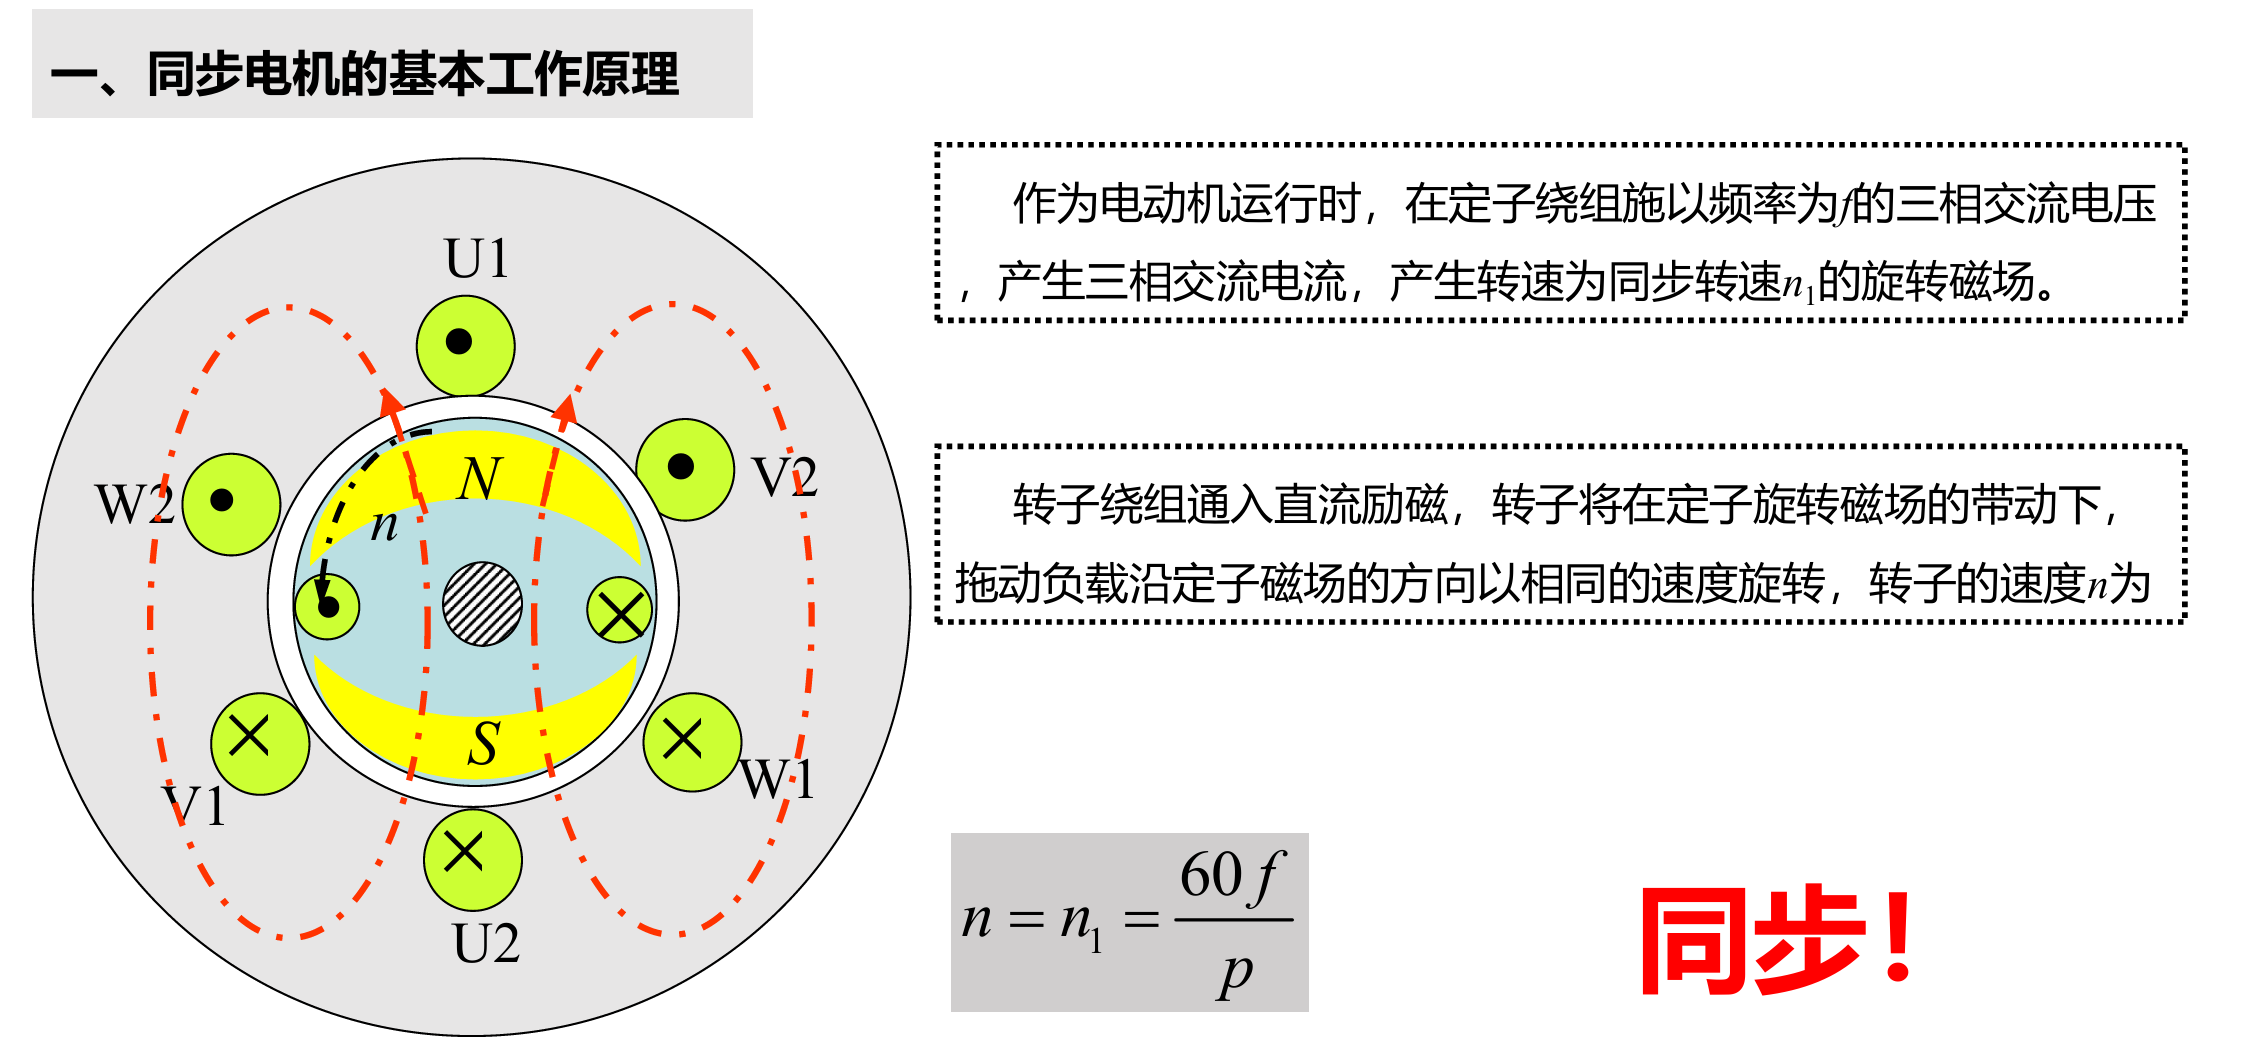 一、同步电机的基本工作原理
作为电动机运行时，在定子绕组施以频率为f的三相交流电压
，产生三相交流电流，产生转速为同步转速n₁的旋转磁场。
U1
W2
V2
N
n
转子绕组通入直流励磁，转子将在定子旋转磁场的带动下，
拖动负载沿定子磁场的方向以相同的速度旋转，转子的速度n为
S
V1
W1
U2
n = n₁ = 60f / p
同步！